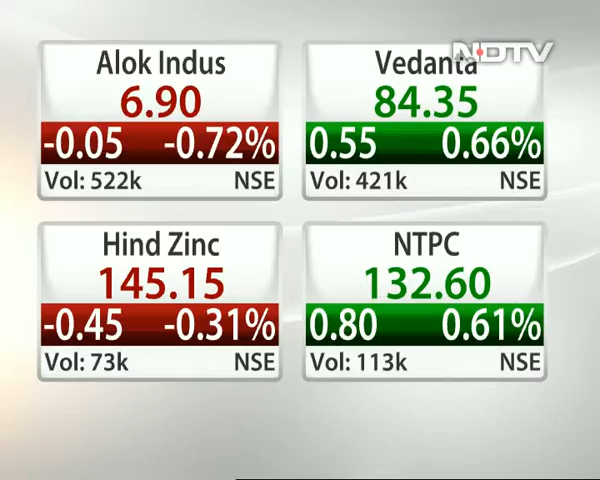 NDTV
Alok Indus
6.90
-0.05 -0.72%
Vol: 522k NSE
Vedanta
84.35
0.55 0.66%
Vol: 421k NSE
Hind Zinc
145.15
-0.45 -0.31%
Vol: 73k NSE
NTPC
132.60
0.80 0.61%
Vol: 113k NSE